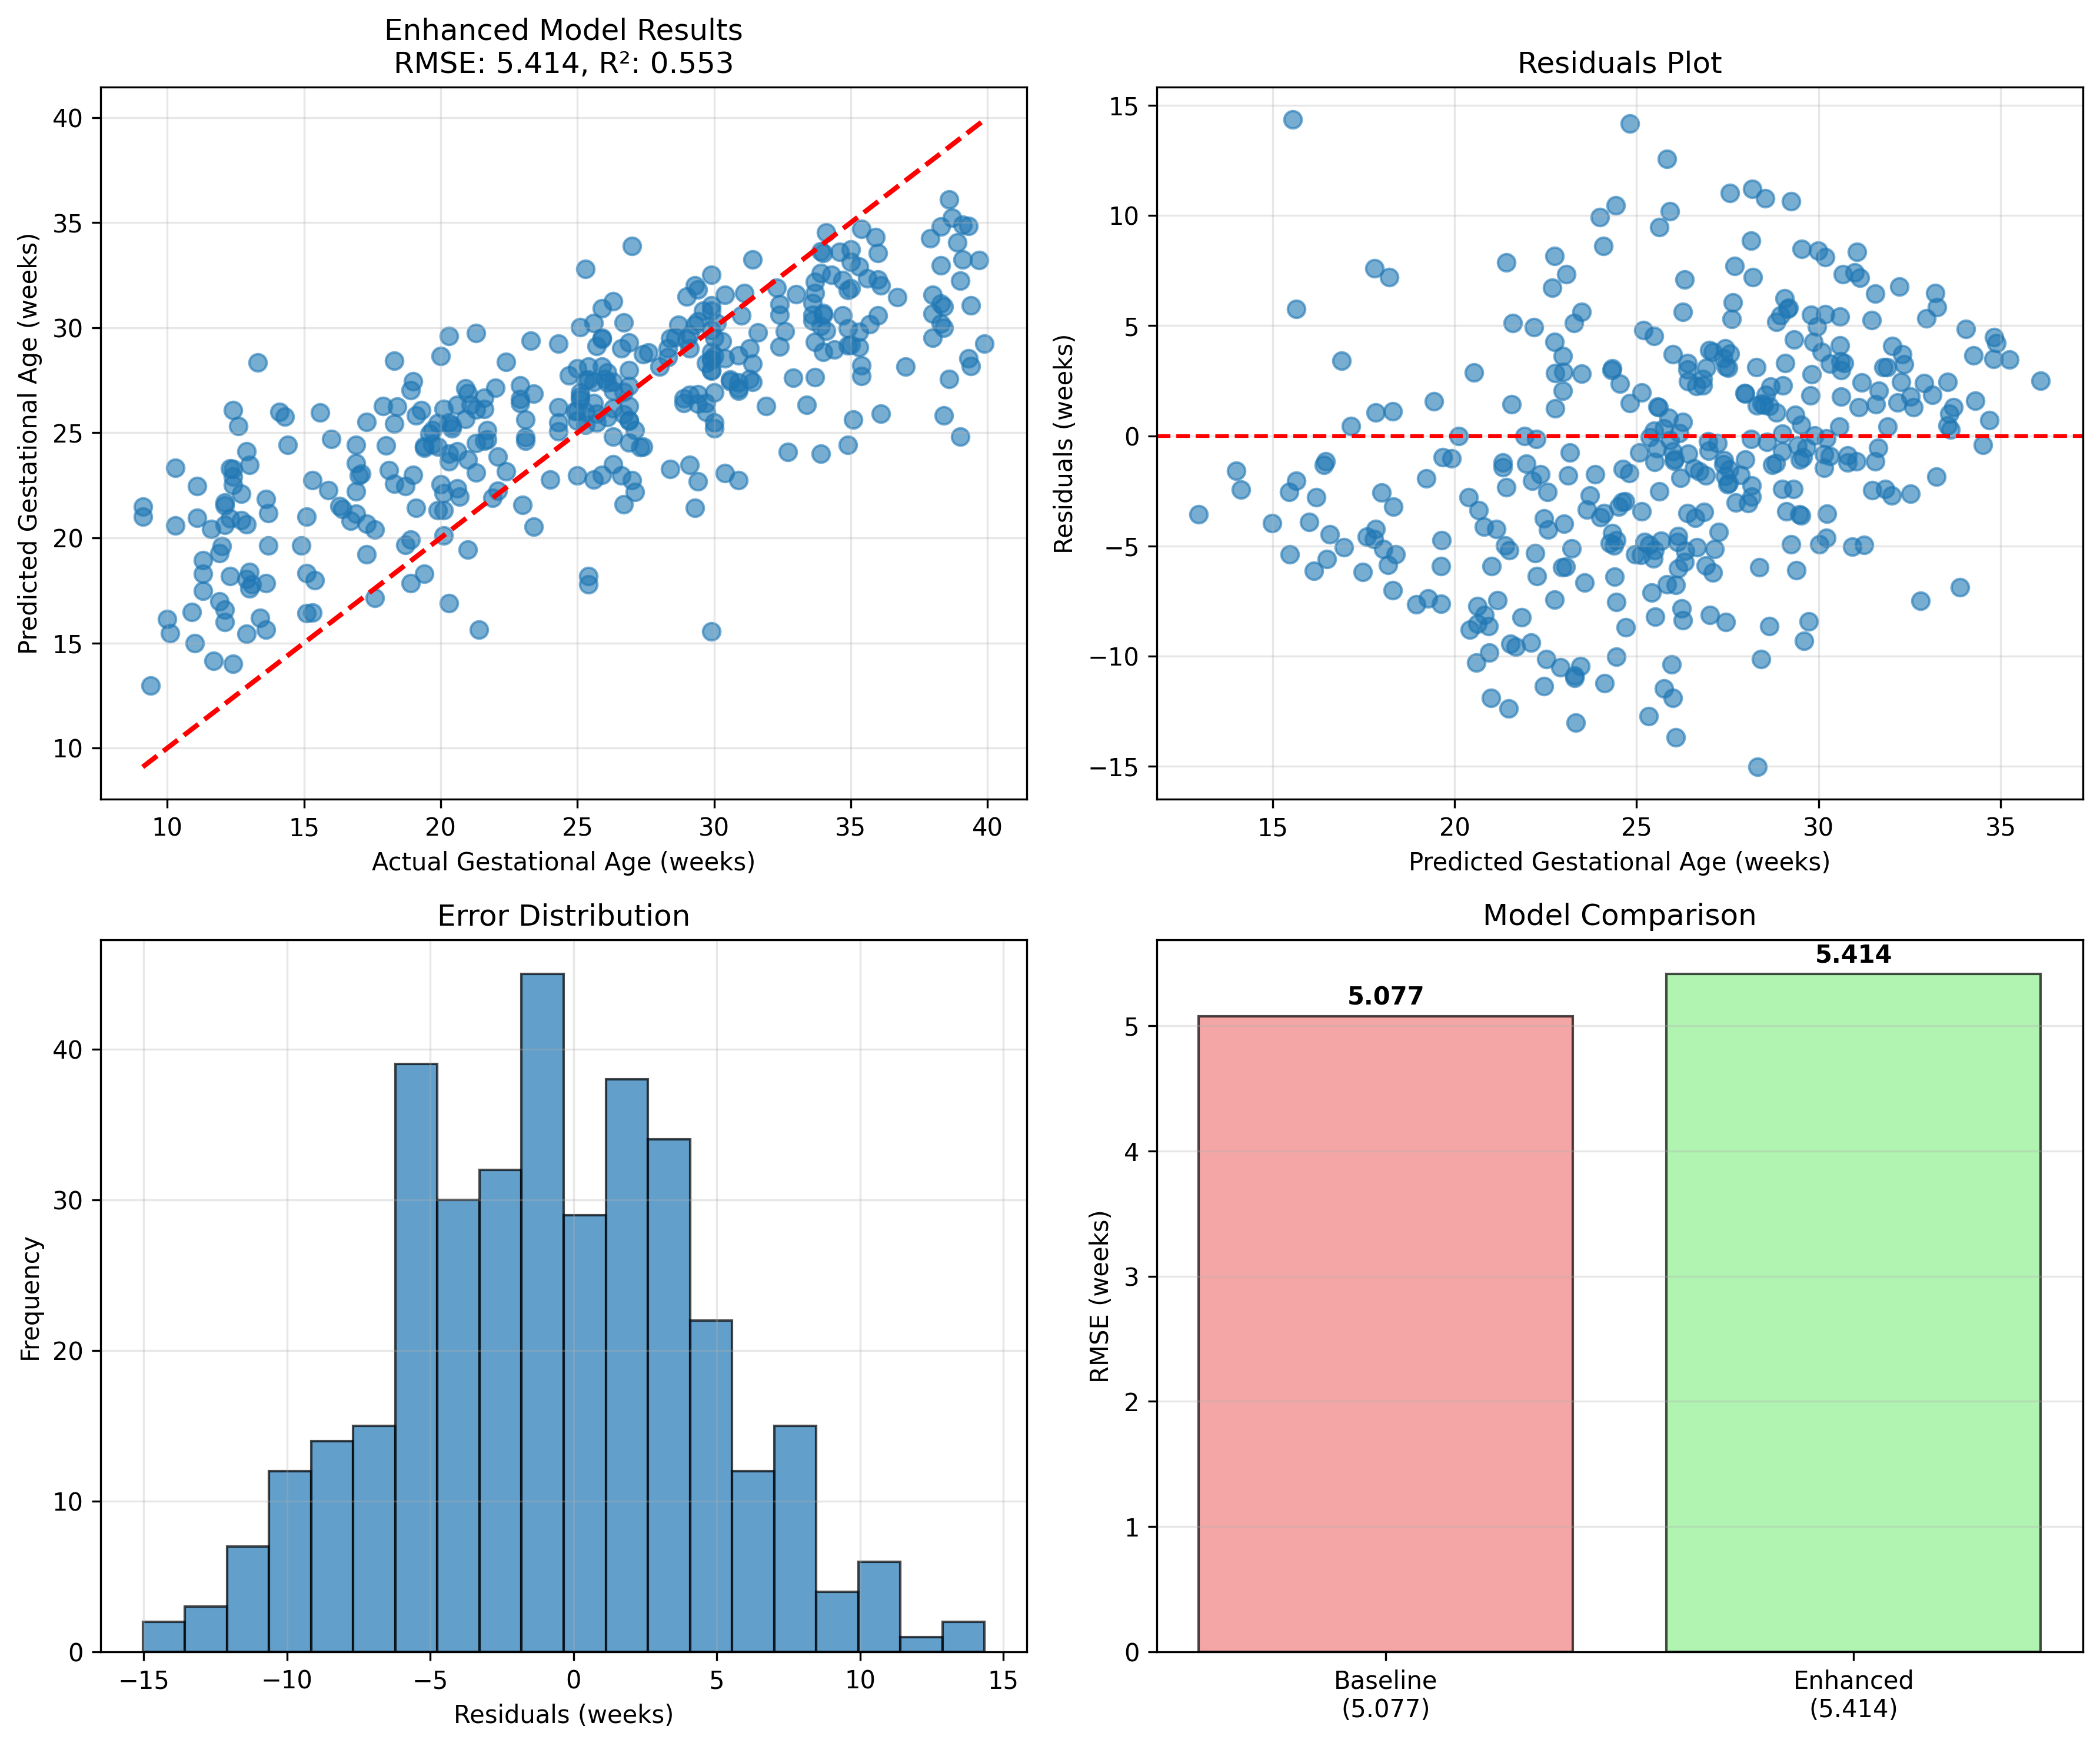 Enhanced Model Results
RMSE: 5.414, R²: 0.553
Predicted Gestational Age (weeks)
40
35
30
25
20
15
10
10 15 20 25 30 35 40
Actual Gestational Age (weeks)
Residuals Plot
Residuals (weeks)
15
10
5
0
−5
−10
−15
15 20 25 30 35
Predicted Gestational Age (weeks)
Error Distribution
Frequency
40
30
20
10
0
−15 −10 −5 0 5 10 15
Residuals (weeks)
Model Comparison
RMSE (weeks)
5
4
3
2
1
0
5.077
5.414
Baseline
(5.077)
Enhanced
(5.414)